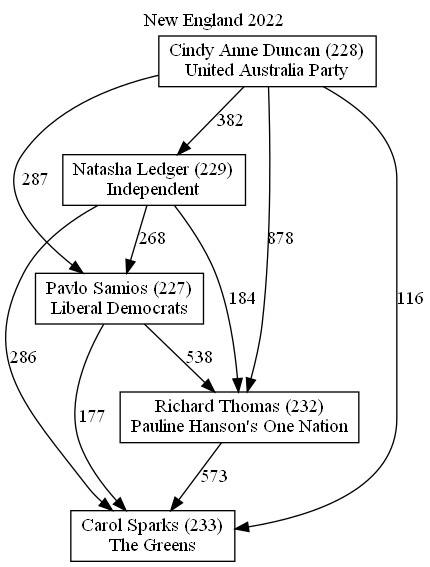 New England 2022
Cindy Anne Duncan (228)
United Australia Party
382
Natasha Ledger (229)
Independent
287
268
878
184
116
Pavlo Samios (227)
Liberal Democrats
286
177
538
Richard Thomas (232)
Pauline Hanson's One Nation
573
Carol Sparks (233)
The Greens